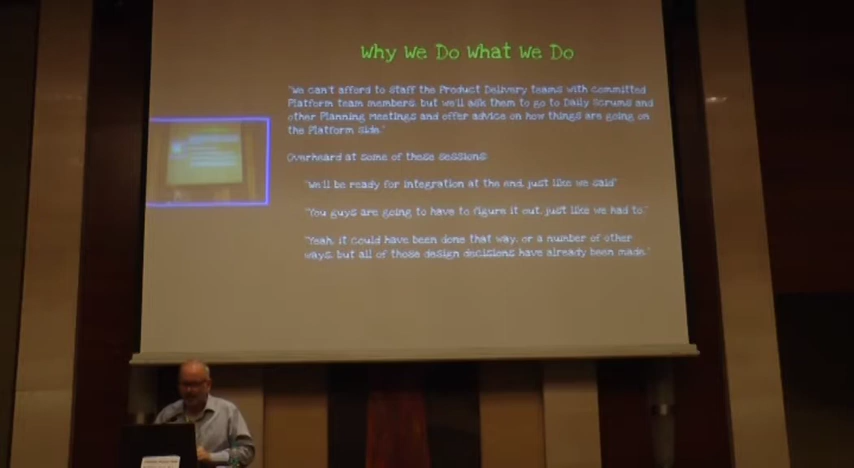 Why We Do What We Do
"We can't afford to staff the Product Delivery teams with committed
Platform team members, but we'll ask them to go to Daily Scrums and
other Planning Meetings and offer advice on how things are going on
the Platform side."
Overheard at some of these sessions:
"We'll be ready for integration at the end, just like we said"
"You guys are going to have to figure it out, just like we had to."
"Yeah, it could have been done that way, or a number of other
ways, but all of those design decisions have already been made."